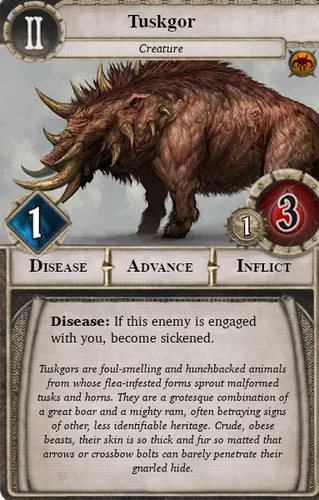 II
Tuskgor
Creature
1
1
3
DISEASE
ADVANCE
INFLICT
Disease: If this enemy is engaged
with you, become sickened.
Tuskgors are foul-smelling and hunchbacked animals
from whose flea-infested forms sprout malformed
tusks and horns. They are a grotesque combination of
a great boar and a mighty ram, often betraying signs
of other, less identifiable heritage. Crude, obese
beasts, their skin is so thick and fur so matted that
arrows or crossbow bolts can barely penetrate their
gnarled hide.